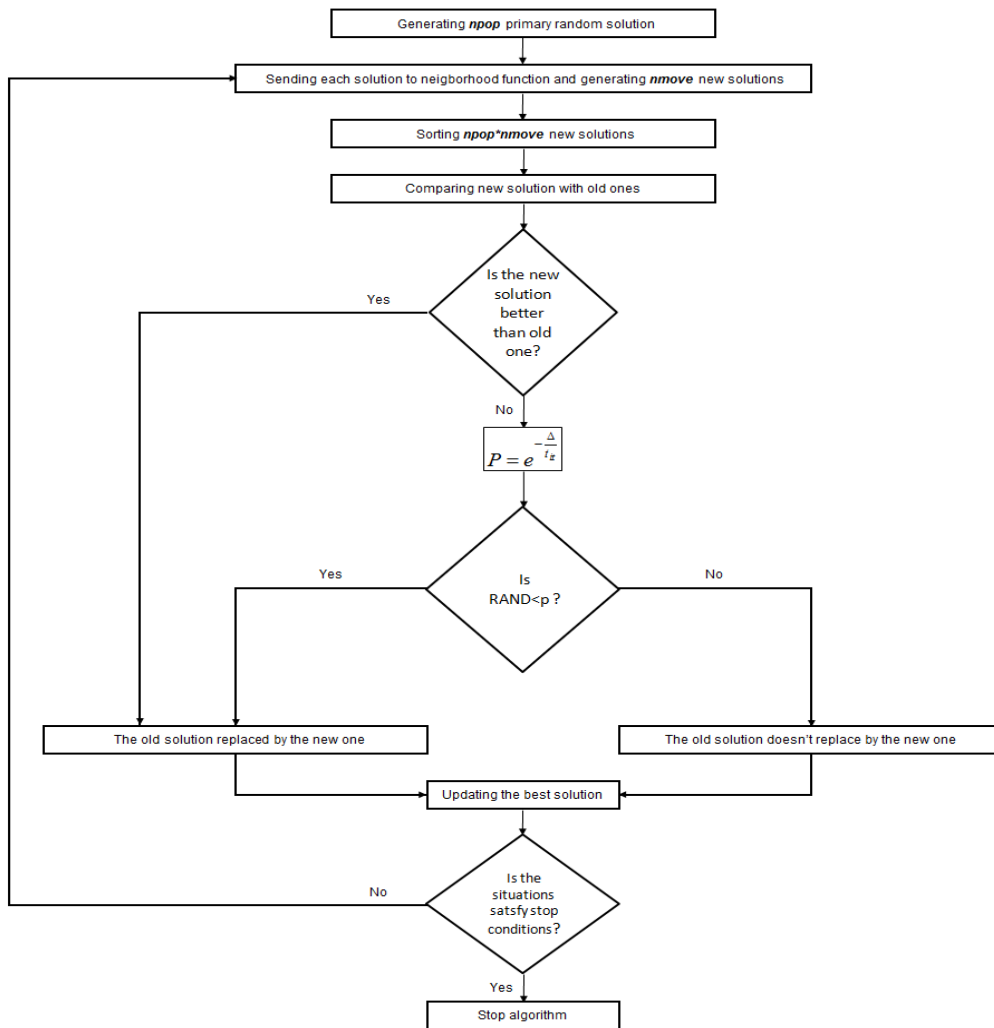 Generating npop primary random solution
Sending each solution to neigborhood function and generating nmove new solutions
Sorting npop*nmove new solutions
Comparing new solution with old ones
Is the new
solution
better
than old
one?
Yes
No
P = e^{-\frac{\Delta}{t_g}}
Is
RAND<p ?
Yes
No
The old solution replaced by the new one
The old solution doesn't replace by the new one
Updating the best solution
Is the
situations
satsfy stop
conditions?
No
Yes
Stop algorithm